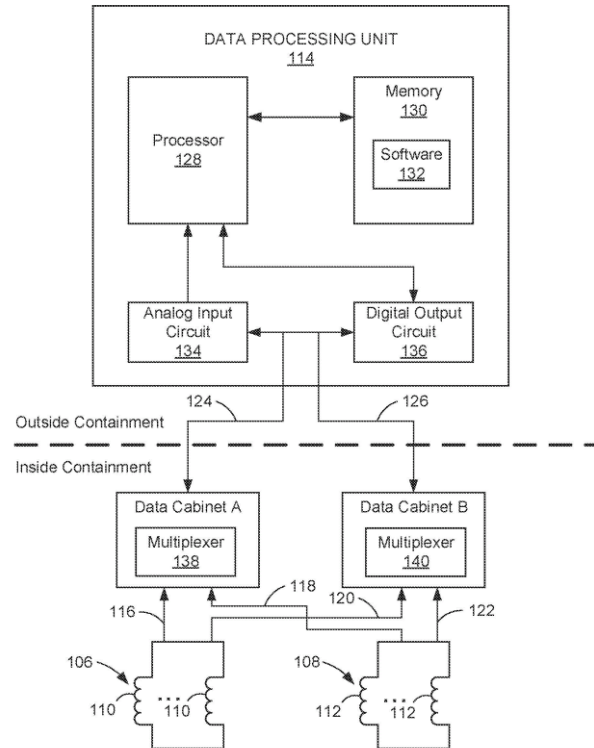 DATA PROCESSING UNIT
114
Processor
128
Memory
130
Software
132
Analog Input
Circuit
134
Digital Output
Circuit
136
124
126
Outside Containment
Inside Containment
Data Cabinet A
Multiplexer
138
Data Cabinet B
Multiplexer
140
116
118
120
122
106
110
...
110
108
112
...
112